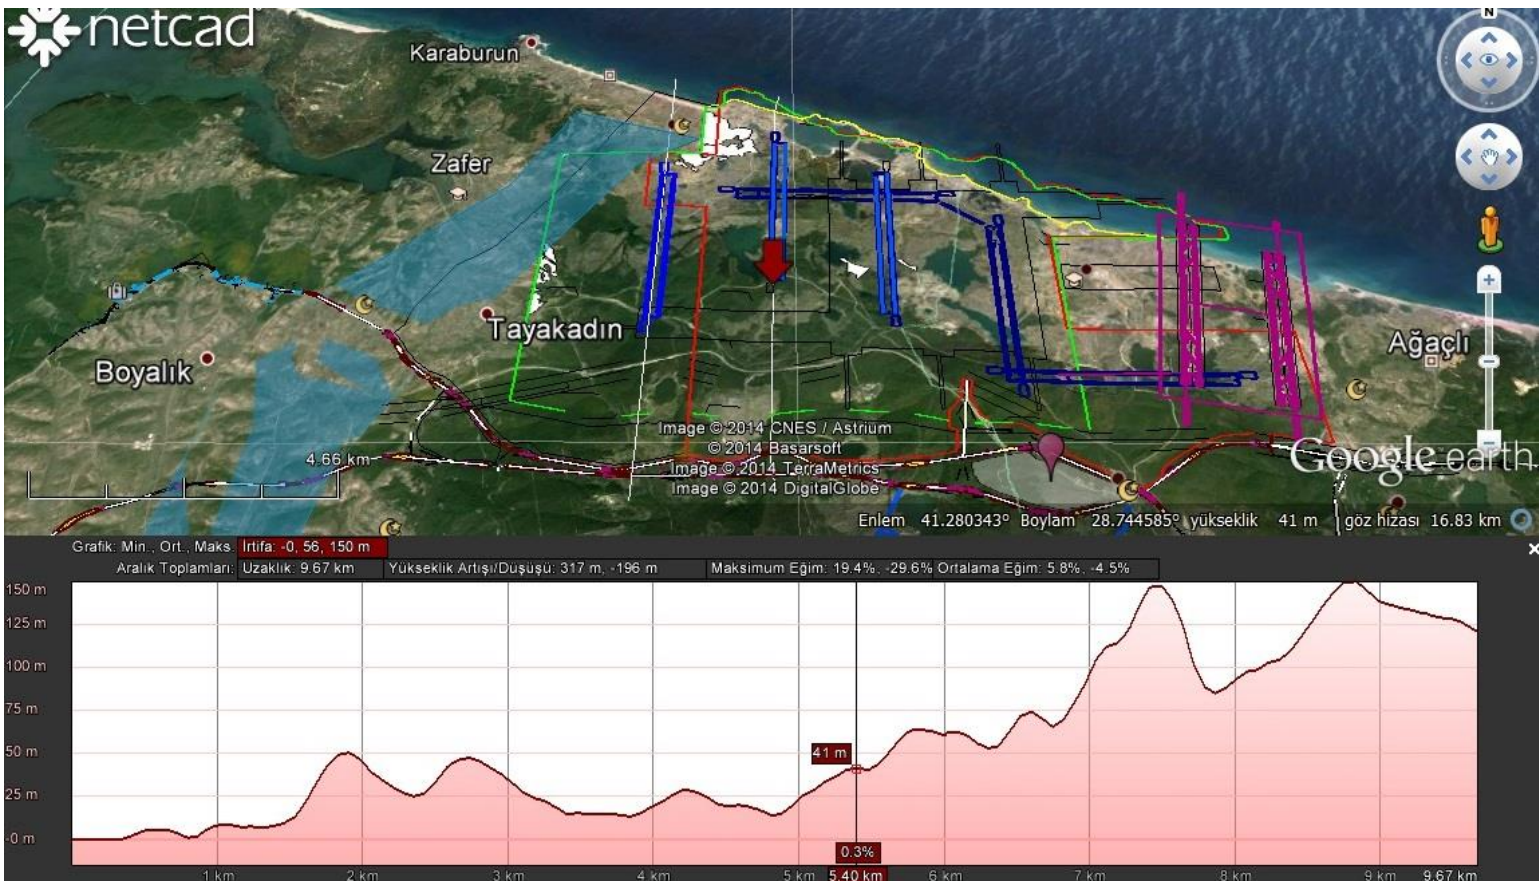 netcad
N
Karaburun
Zafer
Tayakadın
Boyalık
Ağaçlı
4.66 km
Image © 2014 CNES / Astrium
© 2014 Basarsoft
Image © 2014 TerraMetrics
Image © 2014 DigitalGlobe
Google earth
Enlem 41.280343° Boylam 28.744585° yükseklik 41 m göz hizası 16.83 km
Grafik: Min., Ort., Maks. İrtifa: -0, 56, 150 m
Aralık Toplamları: Uzaklık: 9.67 km Yükseklik Artışı/Düşüşü: 317 m, -196 m Maksimum Eğim: 19.4%, -29.6% Ortalama Eğim: 5.8%, -4.5%
150 m
125 m
100 m
75 m
50 m
25 m
-0 m
41 m
0.3%
1 km 2 km 3 km 4 km 5 km 5.40 km 6 km 7 km 8 km 9 km 9.67 km